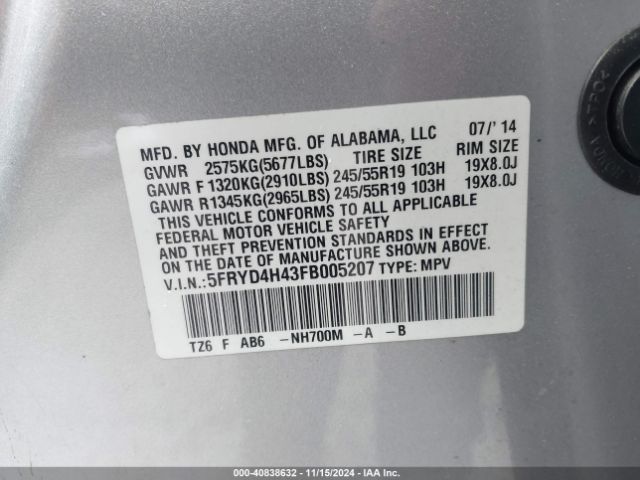 MFD. BY HONDA MFG. OF ALABAMA, LLC 07/' 14
GVWR 2575KG(5677LBS) TIRE SIZE RIM SIZE
GAWR F 1320KG(2910LBS) 245/55R19 103H 19X8.0J
GAWR R1345KG(2965LBS) 245/55R19 103H 19X8.0J
THIS VEHICLE CONFORMS TO ALL APPLICABLE
FEDERAL MOTOR VEHICLE SAFETY
AND THEFT PREVENTION STANDARDS IN EFFECT
ON THE DATE OF MANUFACTURE SHOWN ABOVE.
V.I.N.:5FRYD4H43FB005207 TYPE: MPV
TZ6 F AB6 -NH700M -A -B
000-40838632 - 11/15/2024 - IAA Inc.